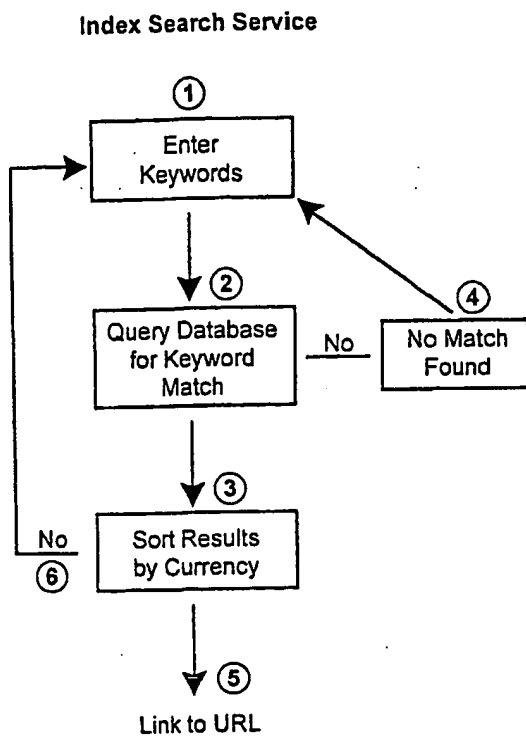 Index Search Service
①
Enter
Keywords
②
Query Database
for Keyword
Match
No
④
No Match
Found
③
Sort Results
by Currency
No
⑥
⑤
Link to URL